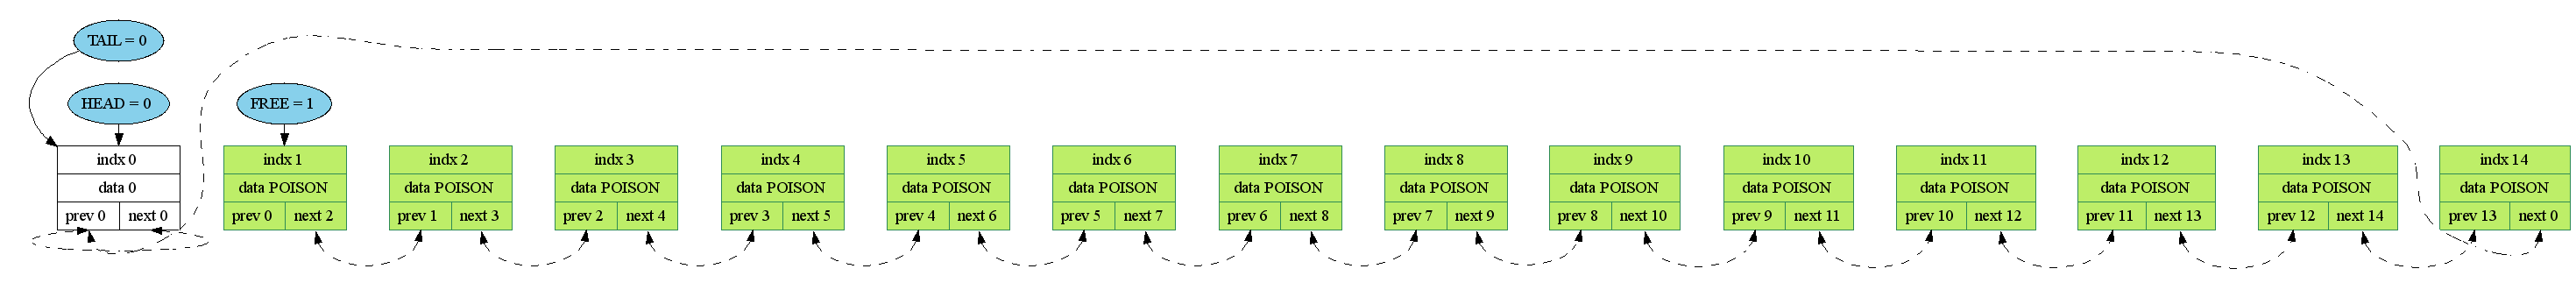 TAIL = 0
HEAD = 0
FREE = 1
indx 0
data 0
prev 0 next 0
indx 1
data POISON
prev 0 next 2
indx 2
data POISON
prev 1 next 3
indx 3
data POISON
prev 2 next 4
indx 4
data POISON
prev 3 next 5
indx 5
data POISON
prev 4 next 6
indx 6
data POISON
prev 5 next 7
indx 7
data POISON
prev 6 next 8
indx 8
data POISON
prev 7 next 9
indx 9
data POISON
prev 8 next 10
indx 10
data POISON
prev 9 next 11
indx 11
data POISON
prev 10 next 12
indx 12
data POISON
prev 11 next 13
indx 13
data POISON
prev 12 next 14
indx 14
data POISON
prev 13 next 0